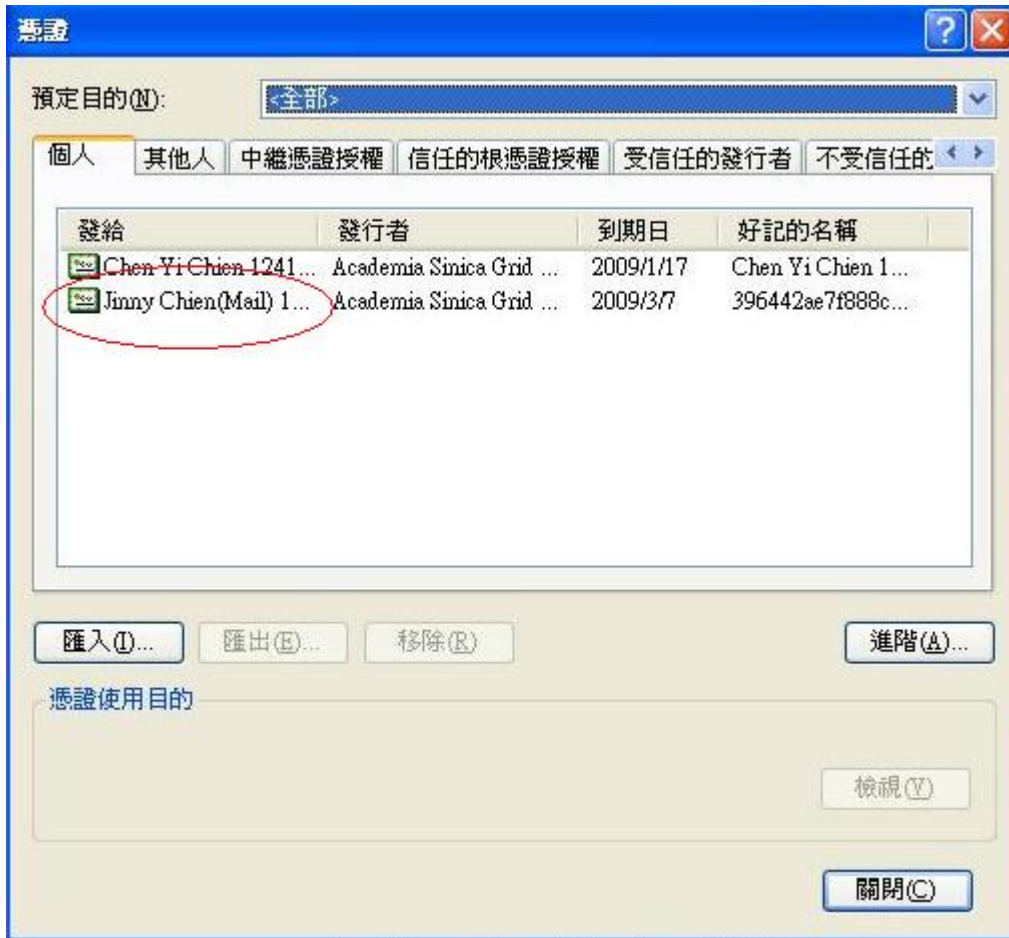 憑證
預定目的(N): <全部>
個人 其他人 中繼憑證授權 信任的根憑證授權 受信任的發行者 不受信任的
發給 發行者 到期日 好記的名稱
Chen Yi Chien 1241... Academia Sinica Grid ... 2009/1/17 Chen Yi Chien 1...
Jinny Chien(Mail) 1... Academia Sinica Grid ... 2009/3/7 396442ae7f888c...
匯入(I)... 匯出(E)... 移除(R) 進階(A)...
憑證使用目的
檢視(V)
關閉(C)